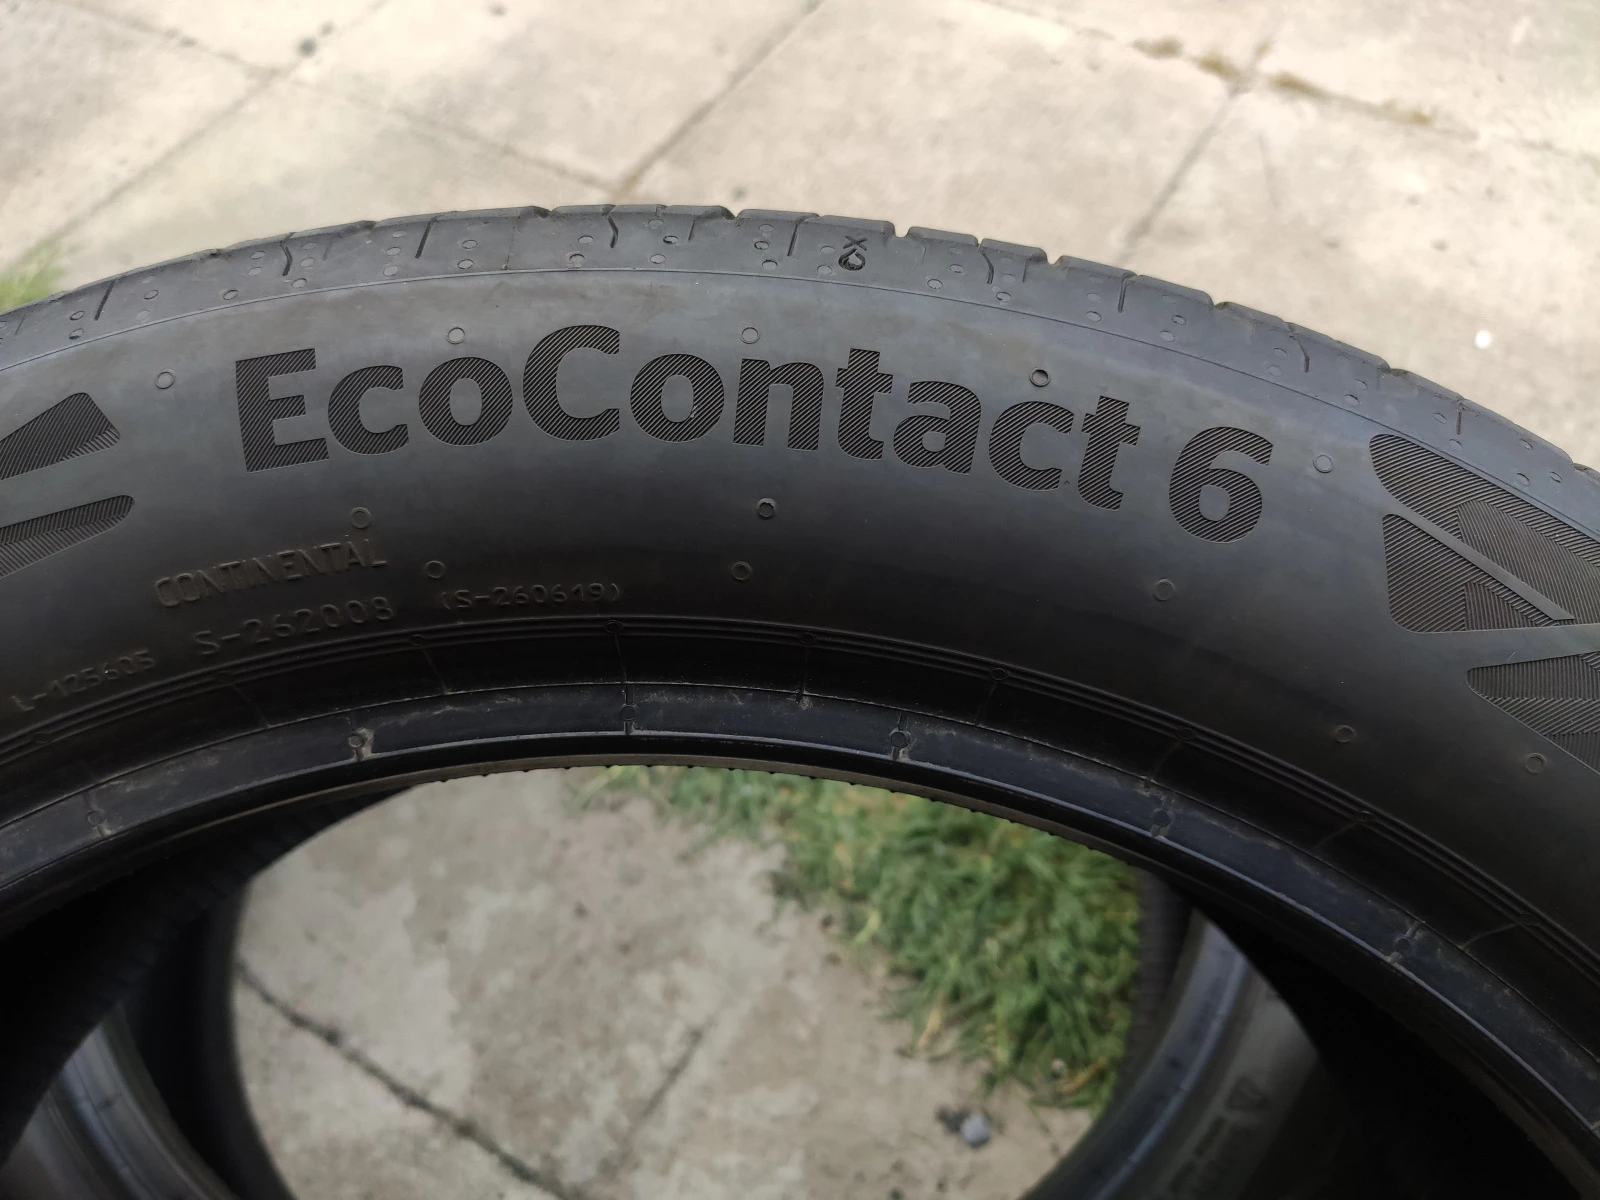 EcoContact 6
CONTINENTAL
S-262008 (S-260619)
L-125605